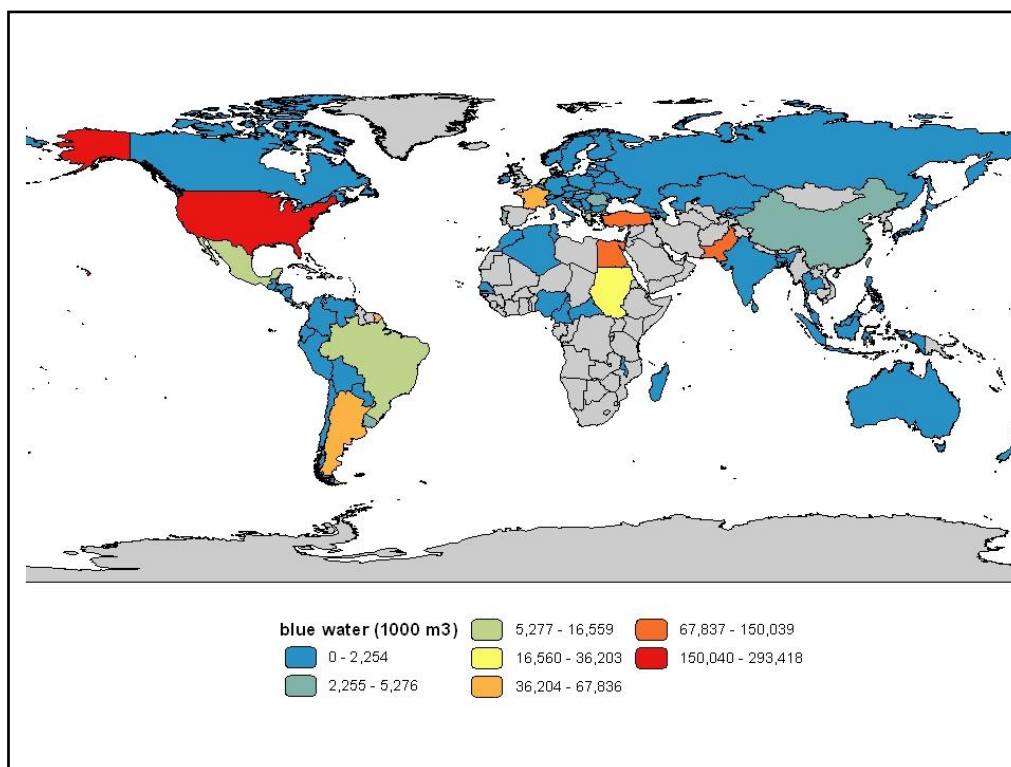 blue water (1000 m3)
0 - 2,254
2,255 - 5,276
5,277 - 16,559
16,560 - 36,203
36,204 - 67,836
67,837 - 150,039
150,040 - 293,418